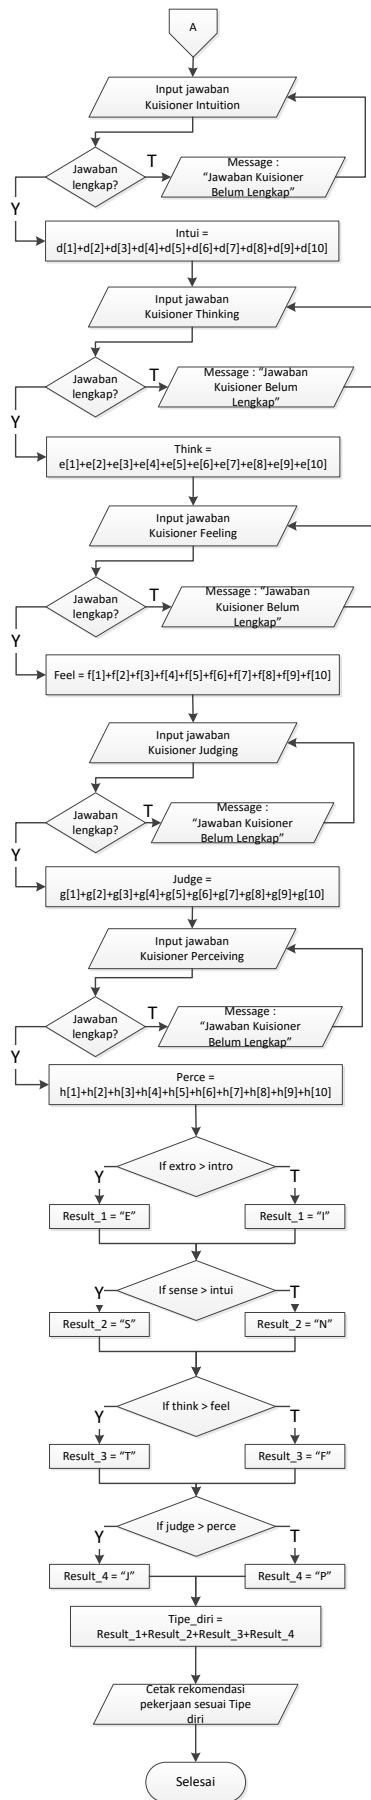 A
Input jawaban
Kuisioner Intuition
Jawaban
lengkap?
T
Message :
“Jawaban Kuisioner
Belum Lengkap”
Y
Intui =
d[1]+d[2]+d[3]+d[4]+d[5]+d[6]+d[7]+d[8]+d[9]+d[10]
Input jawaban
Kuisioner Thinking
Jawaban
lengkap?
T
Message : “Jawaban
Kuisioner Belum
Lengkap”
Y
Think =
e[1]+e[2]+e[3]+e[4]+e[5]+e[6]+e[7]+e[8]+e[9]+e[10]
Input jawaban
Kuisioner Feeling
Jawaban
lengkap?
T
Message : “Jawaban
Kuisioner Belum
Lengkap”
Y
Feel = f[1]+f[2]+f[3]+f[4]+f[5]+f[6]+f[7]+f[8]+f[9]+f[10]
Input jawaban
Kuisioner Judging
Jawaban
lengkap?
T
Message :
“Jawaban Kuisioner
Belum Lengkap”
Y
Judge =
g[1]+g[2]+g[3]+g[4]+g[5]+g[6]+g[7]+g[8]+g[9]+g[10]
Input jawaban
Kuisioner Perceiving
Jawaban
lengkap?
T
Message :
“Jawaban Kuisioner
Belum Lengkap”
Y
Perce =
h[1]+h[2]+h[3]+h[4]+h[5]+h[6]+h[7]+h[8]+h[9]+h[10]
If extro > intro
Y
T
Result_1 = “E”
Result_1 = “I”
If sense > intui
Y
T
Result_2 = “S”
Result_2 = “N”
If think > feel
Y
T
Result_3 = “T”
Result_3 = “F”
If judge > perce
Y
T
Result_4 = “J”
Result_4 = “P”
Tipe_diri =
Result_1+Result_2+Result_3+Result_4
Cetak rekomendasi
pekerjaan sesuai Tipe
diri
Selesai